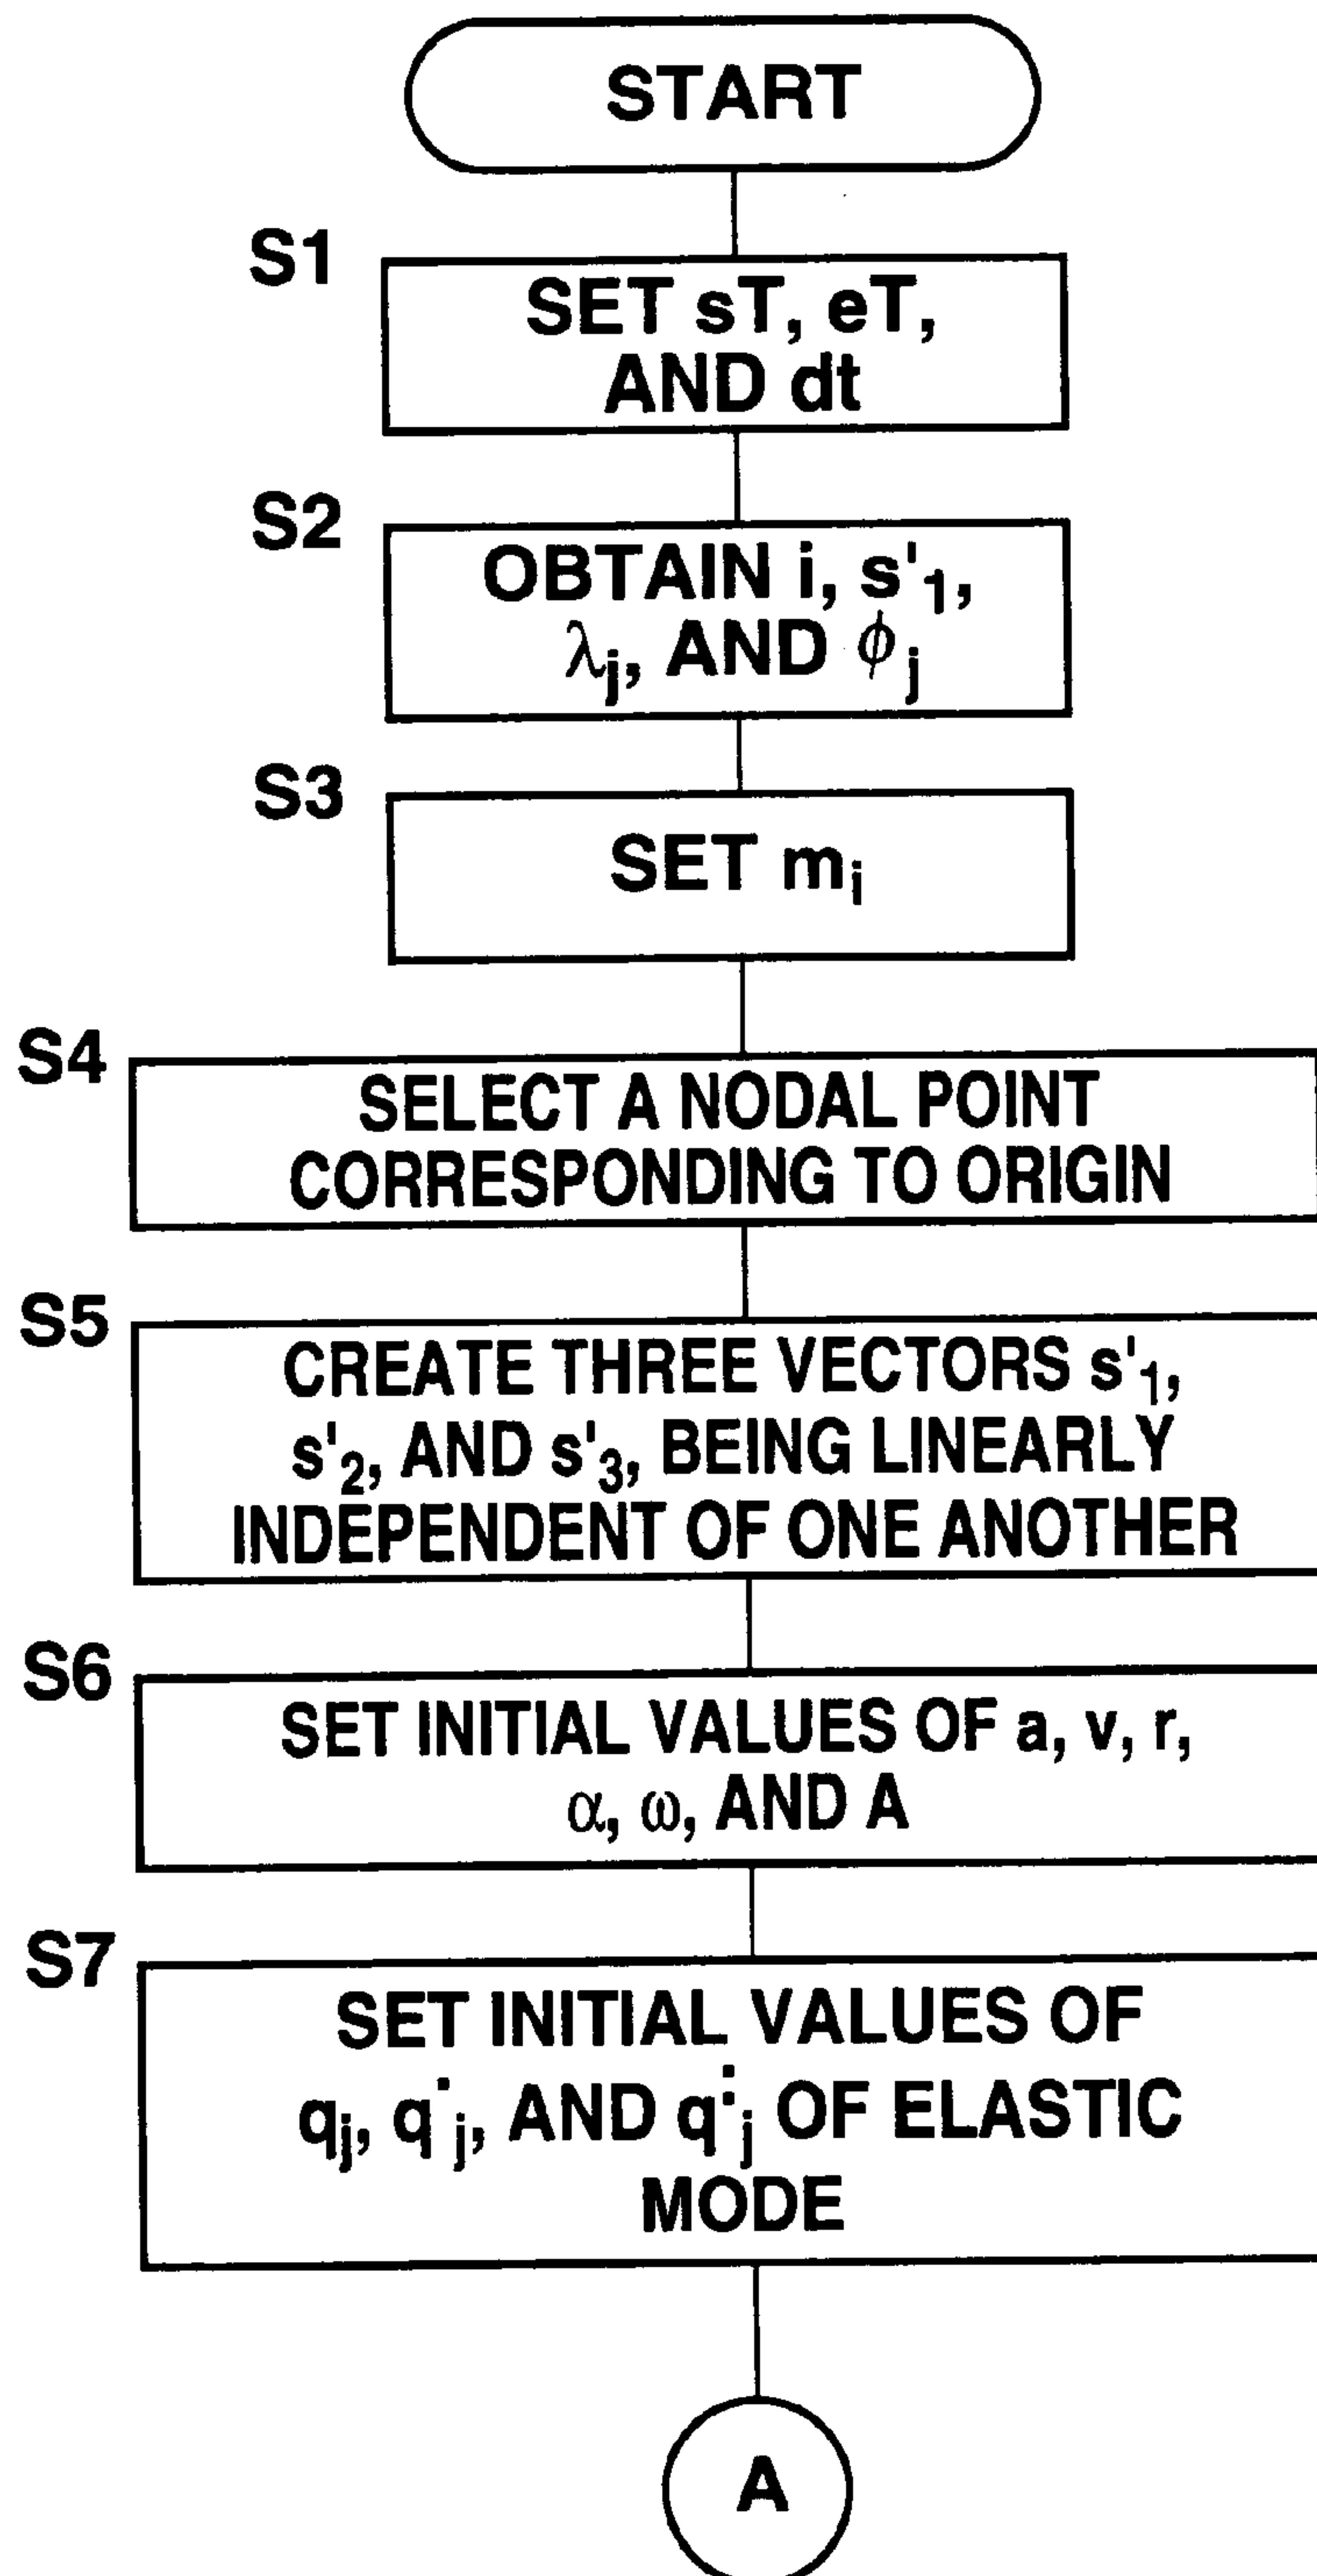 START
S1
SET sT, eT,
AND dt
S2
OBTAIN i, s'₁,
λⱼ, AND ϕⱼ
S3
SET mᵢ
S4
SELECT A NODAL POINT
CORRESPONDING TO ORIGIN
S5
CREATE THREE VECTORS s'₁,
s'₂, AND s'₃, BEING LINEARLY
INDEPENDENT OF ONE ANOTHER
S6
SET INITIAL VALUES OF a, v, r,
α, ω, AND A
S7
SET INITIAL VALUES OF
qⱼ, q˙ⱼ, AND q¨ⱼ OF ELASTIC
MODE
A